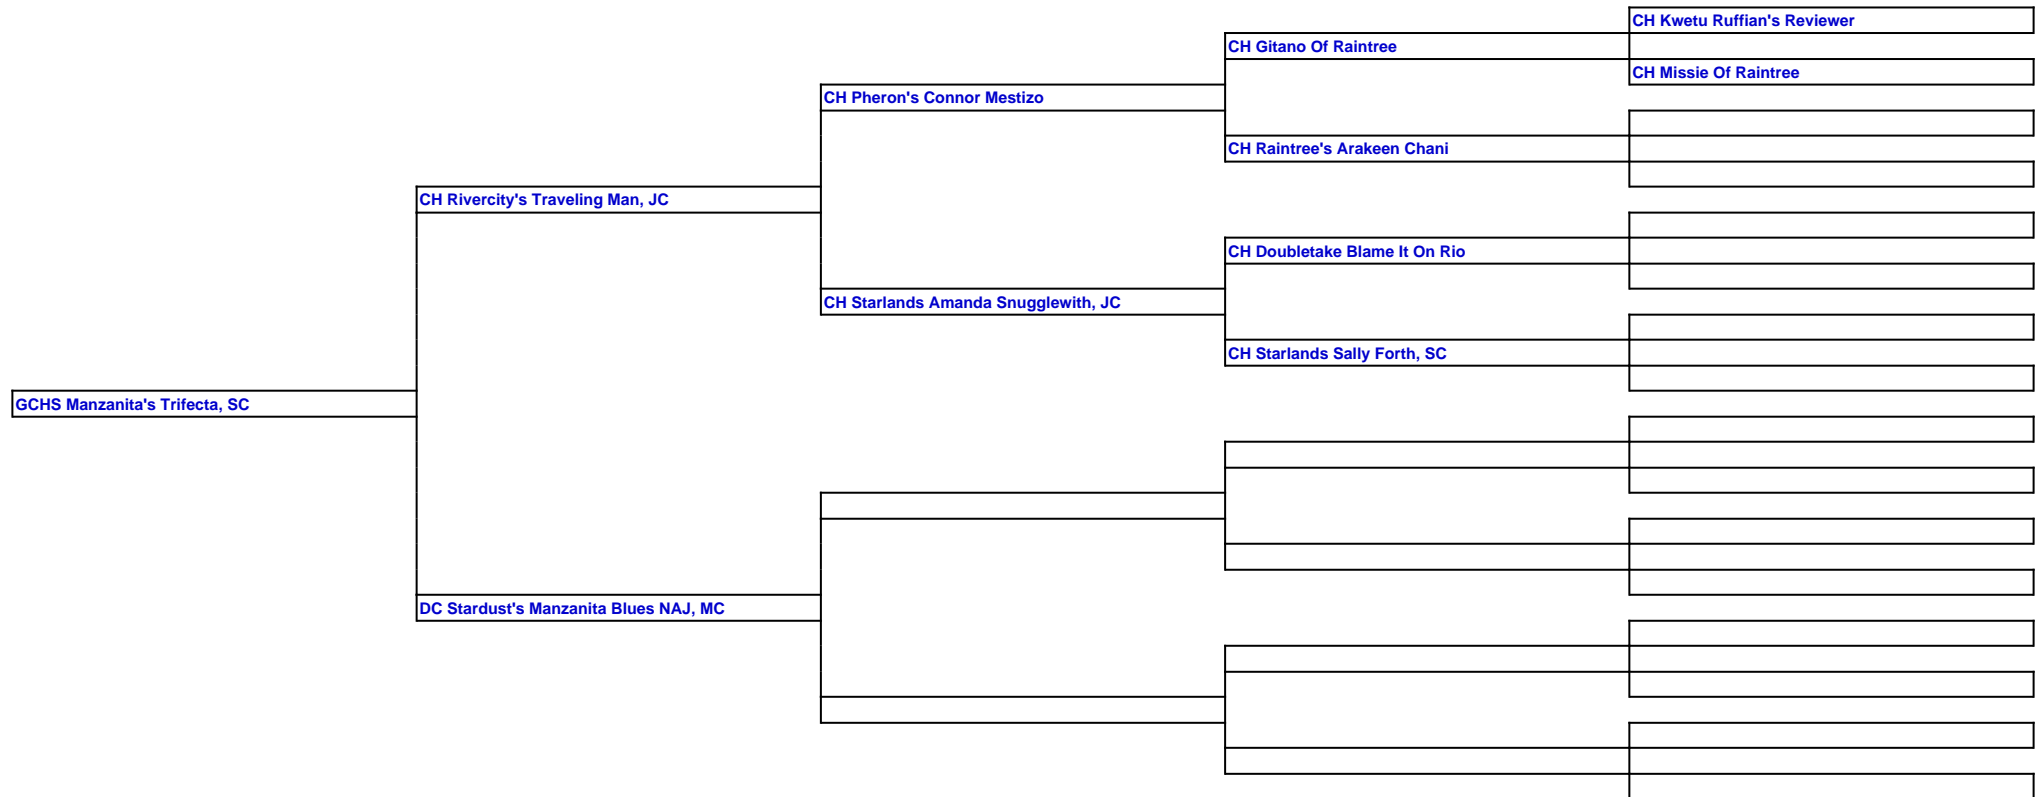 CH Kwetu Ruffian's Reviewer
CH Gitano Of Raintree
CH Missie Of Raintree
CH Pheron's Connor Mestizo
CH Raintree's Arakeen Chani
CH Rivercity's Traveling Man, JC
CH Doubletake Blame It On Rio
CH Starlands Amanda Snugglewith, JC
CH Starlands Sally Forth, SC
GCHS Manzanita's Trifecta, SC
DC Stardust's Manzanita Blues NAJ, MC